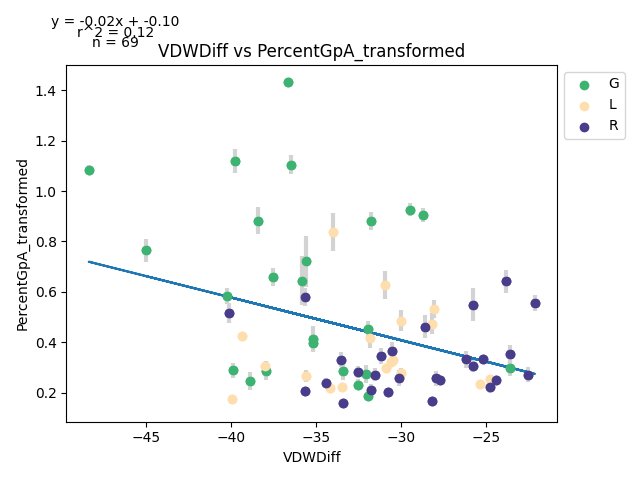 y = -0.02x + -0.10
r^2 = 0.12
n = 69
VDWDiff vs PercentGpA_transformed
G
L
R
PercentGpA_transformed
1.4
1.2
1.0
0.8
0.6
0.4
0.2
−45
−40
−35
−30
−25
VDWDiff